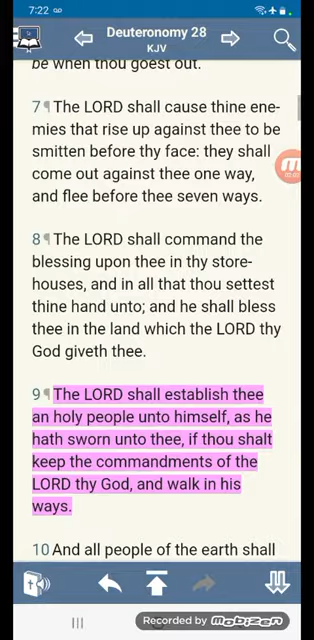 7:22
Deuteronomy 28
KJV
be when thou goest out.
7¶ The LORD shall cause thine ene-
mies that rise up against thee to be
smitten before thy face: they shall
come out against thee one way,
and flee before thee seven ways.
8¶ The LORD shall command the
blessing upon thee in thy store-
houses, and in all that thou settest
thine hand unto; and he shall bless
thee in the land which the LORD thy
God giveth thee.
9¶ The LORD shall establish thee
an holy people unto himself, as he
hath sworn unto thee, if thou shalt
keep the commandments of the
LORD thy God, and walk in his
ways.
10 And all people of the earth shall
Recorded by mobizen